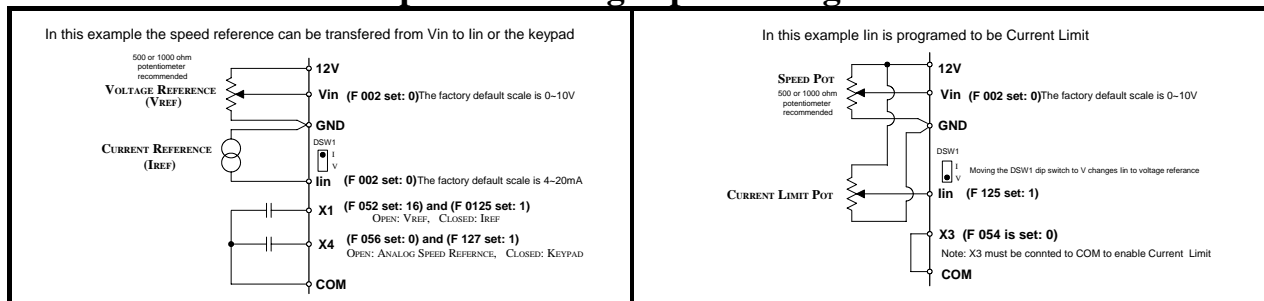 In this example the speed reference can be transfered from Vin to Iin or the keypad
500 or 1000 ohm
potentiometer
recommended
VOLTAGE REFERENCE
(VREF)
12V
Vin (F 002 set: 0)The factory default scale is 0~10V
GND
DSW1
I
V
CURRENT REFERENCE
(IREF)
Iin (F 002 set: 0)The factory default scale is 4~20mA
X1 (F 052 set: 16) and (F 0125 set: 1)
OPEN: VREF, CLOSED: IREF
X4 (F 056 set: 0) and (F 127 set: 1)
OPEN: ANALOG SPEED REFERNCE, CLOSED: KEYPAD
COM
In this example Iin is programed to be Current Limit
SPEED POT
500 or 1000 ohm
potentiometer
recommended
12V
Vin (F 002 set: 0)The factory default scale is 0~10V
GND
DSW1
I
V
Moving the DSW1 dip switch to V changes Iin to voltage referance
CURRENT LIMIT POT
Iin (F 125 set: 1)
X3 (F 054 is set: 0)
Note: X3 must be connted to COM to enable Current Limit
COM